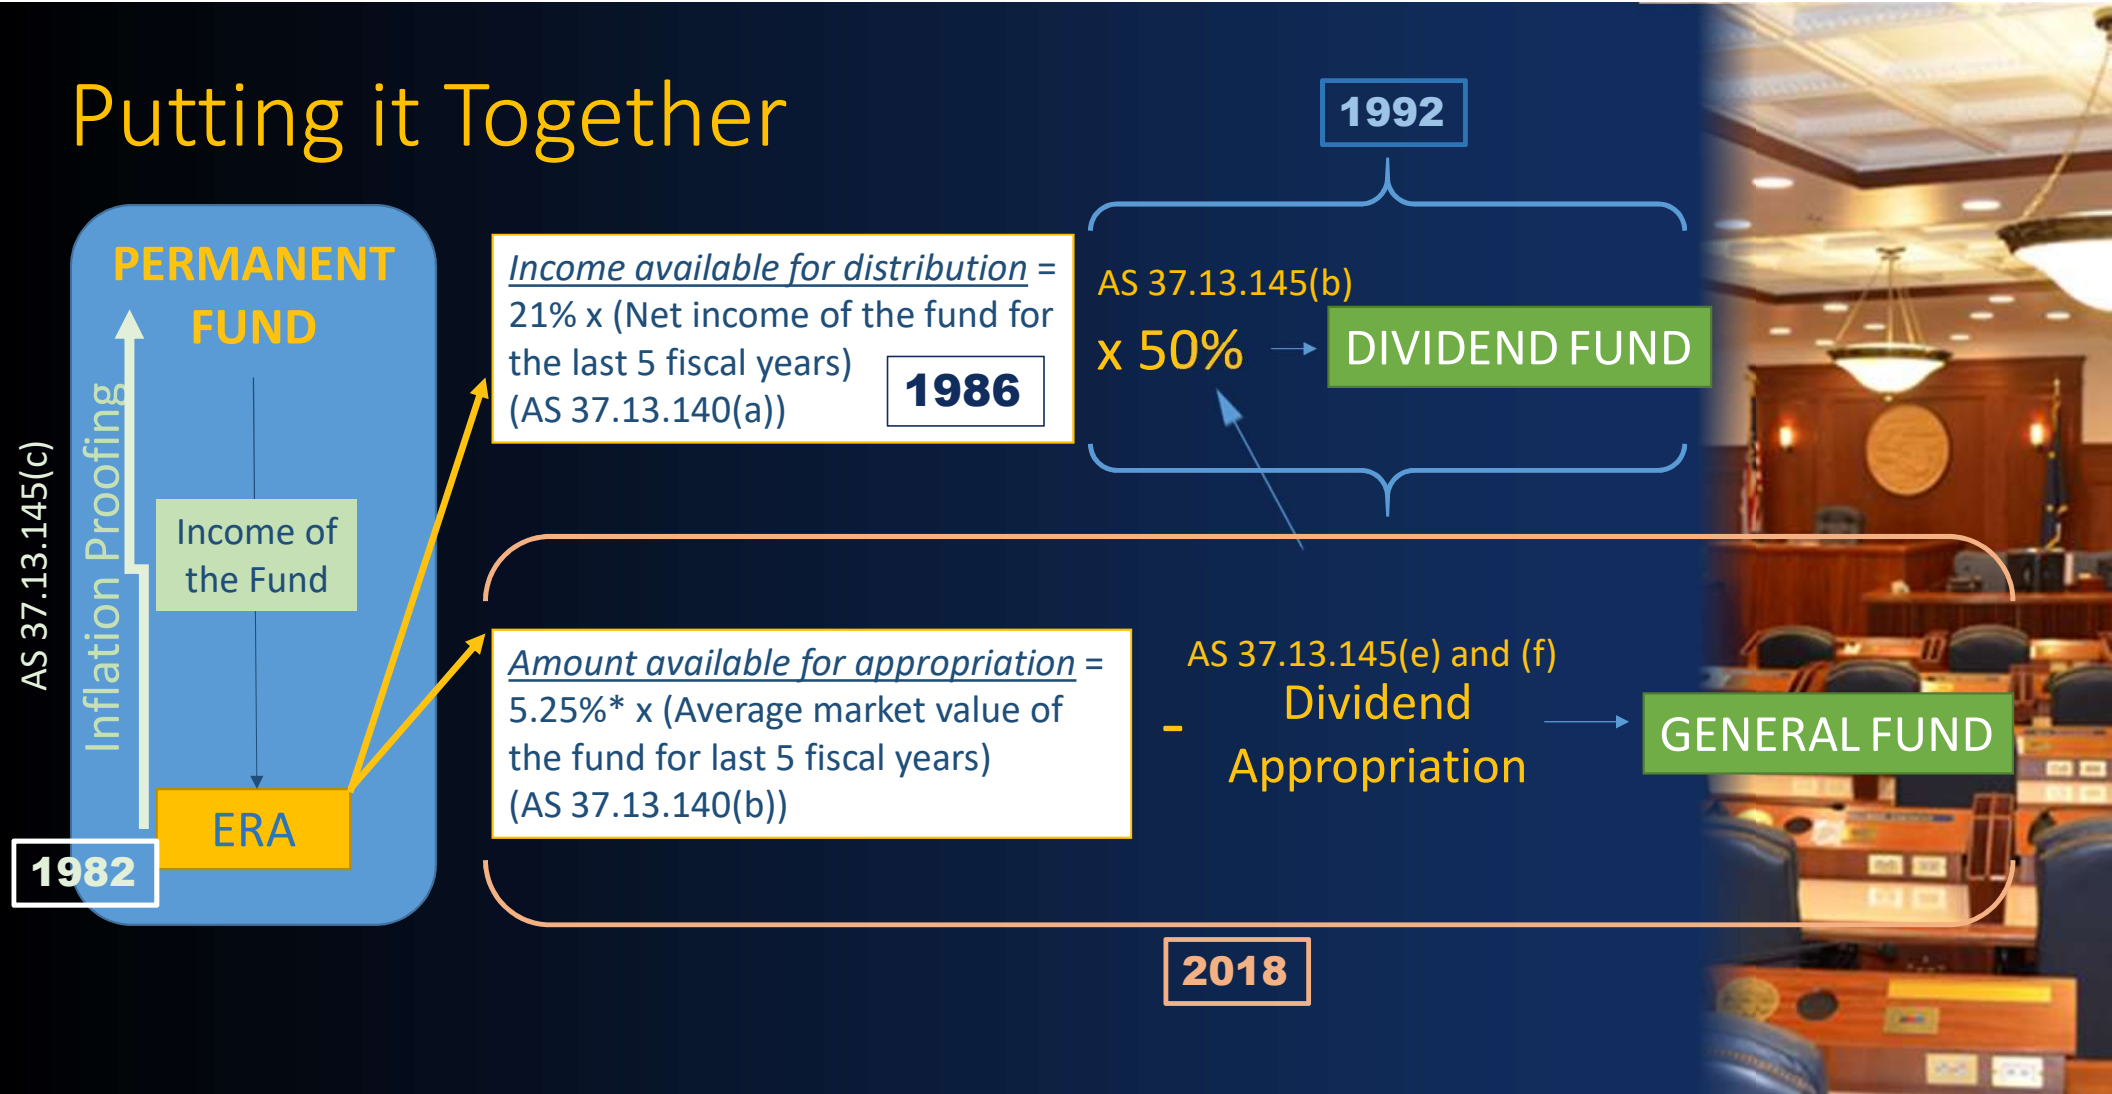 Putting it Together
1992
PERMANENT
FUND
AS 37.13.145(c)
Inflation Proofing
Income of
the Fund
ERA
1982
Income available for distribution =
21% x (Net income of the fund for
the last 5 fiscal years)
(AS 37.13.140(a))
1986
AS 37.13.145(b)
x 50%
DIVIDEND FUND
Amount available for appropriation =
5.25%* x (Average market value of
the fund for last 5 fiscal years)
(AS 37.13.140(b))
AS 37.13.145(e) and (f)
- Dividend
Appropriation
GENERAL FUND
2018